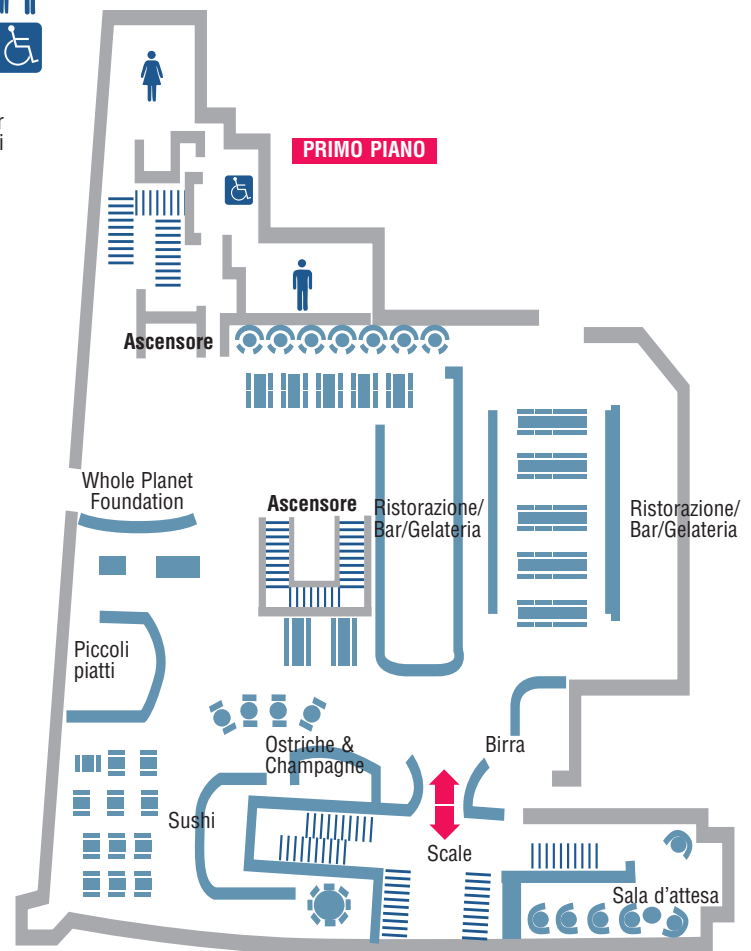 PRIMO PIANO
Ascensore
Whole Planet
Foundation
Ascensore
Ristorazione/
Bar/Gelateria
Ristorazione/
Bar/Gelateria
Piccoli
piatti
Ostriche &
Champagne
Birra
Sushi
Scale
Sala d'attesa